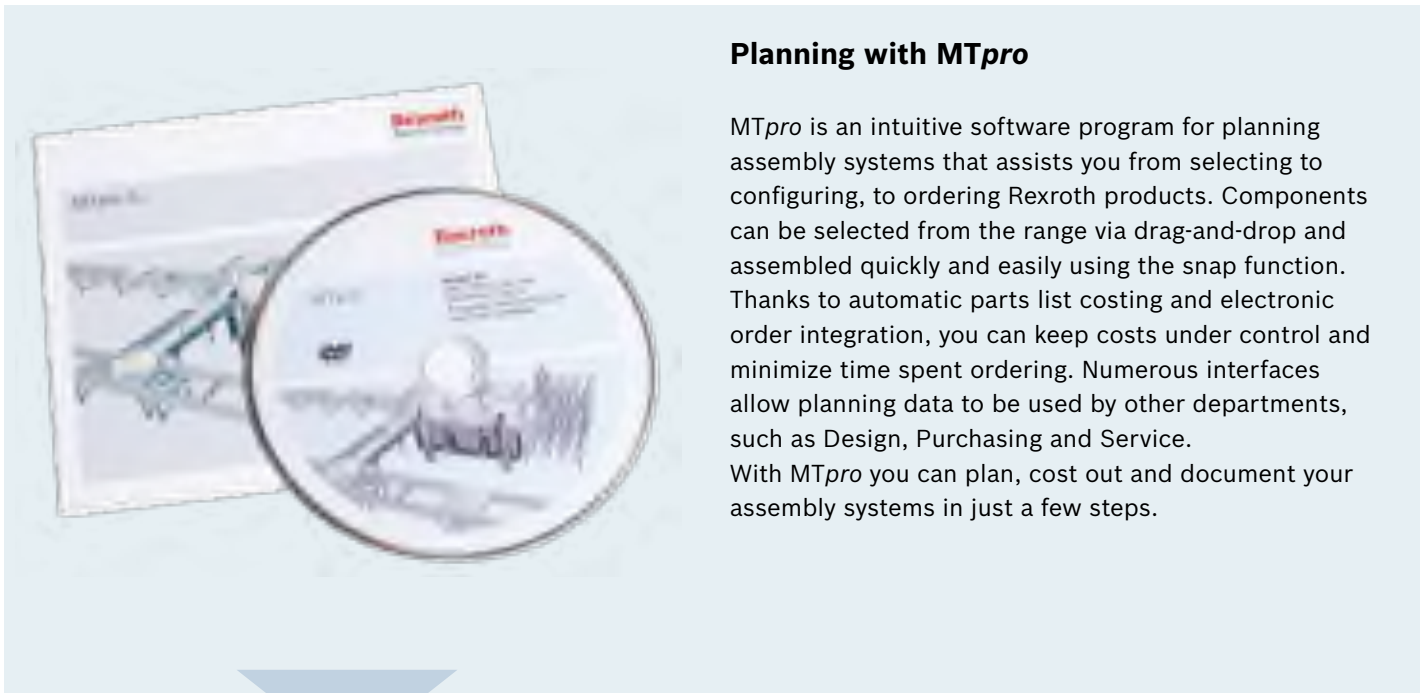 Planning with MTpro
MTpro is an intuitive software program for planning
assembly systems that assists you from selecting to
configuring, to ordering Rexroth products. Components
can be selected from the range via drag-and-drop and
assembled quickly and easily using the snap function.
Thanks to automatic parts list costing and electronic
order integration, you can keep costs under control and
minimize time spent ordering. Numerous interfaces
allow planning data to be used by other departments,
such as Design, Purchasing and Service.
With MTpro you can plan, cost out and document your
assembly systems in just a few steps.
Rexroth
Rexroth